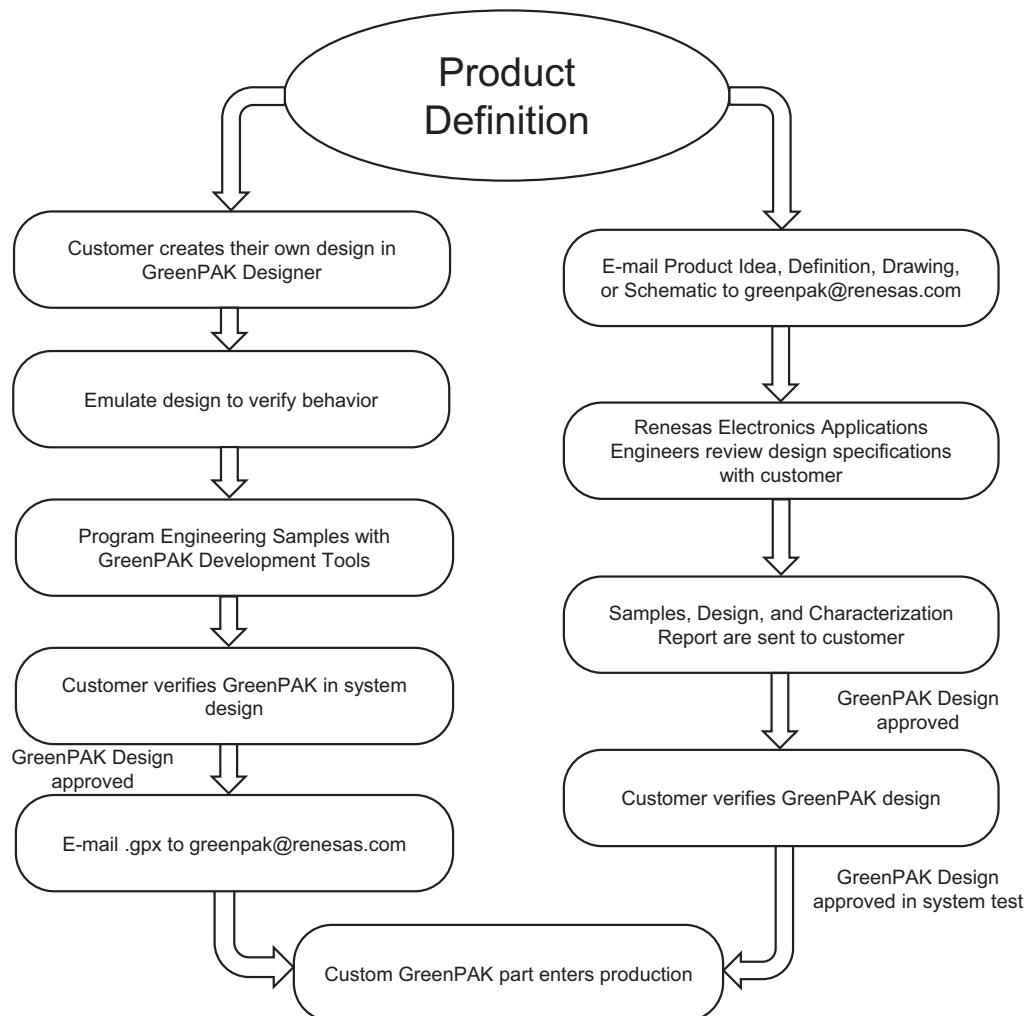 Product
Definition
Customer creates their own design in
GreenPAK Designer
Emulate design to verify behavior
Program Engineering Samples with
GreenPAK Development Tools
Customer verifies GreenPAK in system
design
GreenPAK Design
approved
E-mail .gpx to greenpak@renesas.com
E-mail Product Idea, Definition, Drawing,
or Schematic to greenpak@renesas.com
Renesas Electronics Applications
Engineers review design specifications
with customer
Samples, Design, and Characterization
Report are sent to customer
GreenPAK Design
approved
Customer verifies GreenPAK design
GreenPAK Design
approved in system test
Custom GreenPAK part enters production